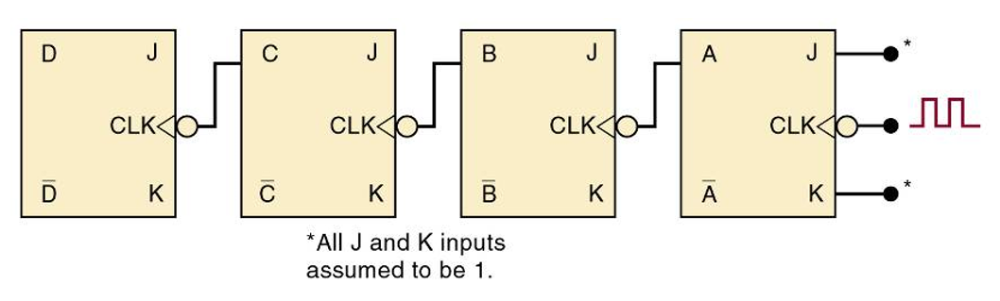 D J C J B J A J *
CLK CLK CLK CLK
D̅ K C̅ K B̅ K A̅ K *
*All J and K inputs
assumed to be 1.